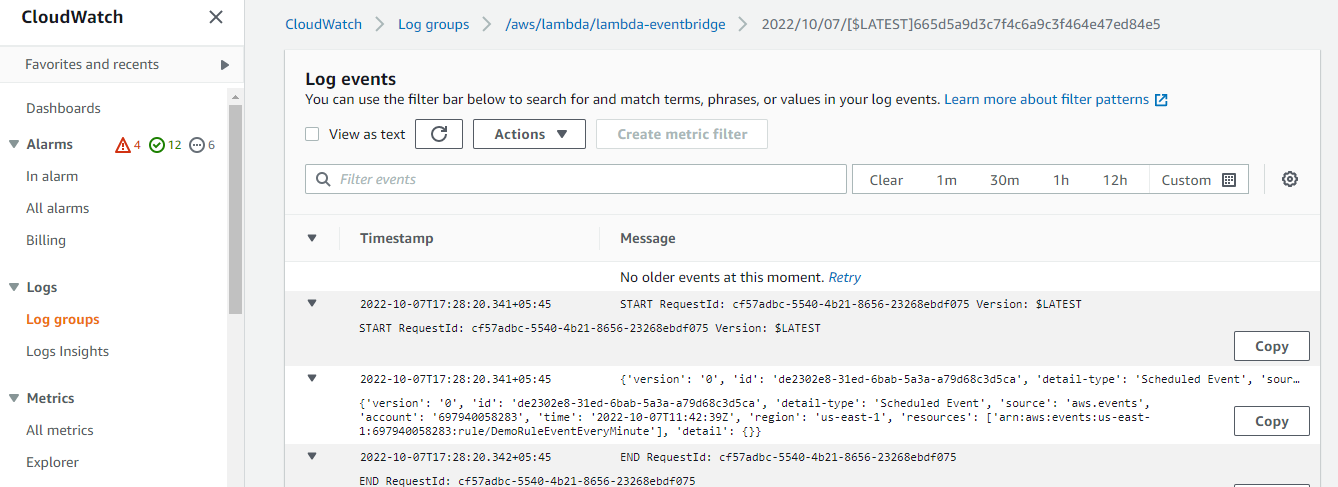 CloudWatch
Favorites and recents
Dashboards
Alarms 4 12 6
In alarm
All alarms
Billing
Logs
Log groups
Logs Insights
Metrics
All metrics
Explorer
CloudWatch Log groups /aws/lambda/lambda-eventbridge 2022/10/07/[$LATEST]665d5a9d3c7f4c6a9c3f464e47ed84e5
Log events
You can use the filter bar below to search for and match terms, phrases, or values in your log events. Learn more about filter patterns
View as text Actions Create metric filter
Filter events Clear 1m 30m 1h 12h Custom
Timestamp Message
No older events at this moment. Retry
2022-10-07T17:28:20.341+05:45 START RequestId: cf57adbc-5540-4b21-8656-23268ebdf075 Version: $LATEST
START RequestId: cf57adbc-5540-4b21-8656-23268ebdf075 Version: $LATEST
Copy
2022-10-07T17:28:20.341+05:45 {'version': '0', 'id': 'de2302e8-31ed-6bab-5a3a-a79d68c3d5ca', 'detail-type': 'Scheduled Event', 'sour…
{'version': '0', 'id': 'de2302e8-31ed-6bab-5a3a-a79d68c3d5ca', 'detail-type': 'Scheduled Event', 'source': 'aws.events',
'account': '697940058283', 'time': '2022-10-07T11:42:39Z', 'region': 'us-east-1', 'resources': ['arn:aws:events:us-east-
1:697940058283:rule/DemoRuleEventEveryMinute'], 'detail': {}}
Copy
2022-10-07T17:28:20.342+05:45 END RequestId: cf57adbc-5540-4b21-8656-23268ebdf075
END RequestId: cf57adbc-5540-4b21-8656-23268ebdf075